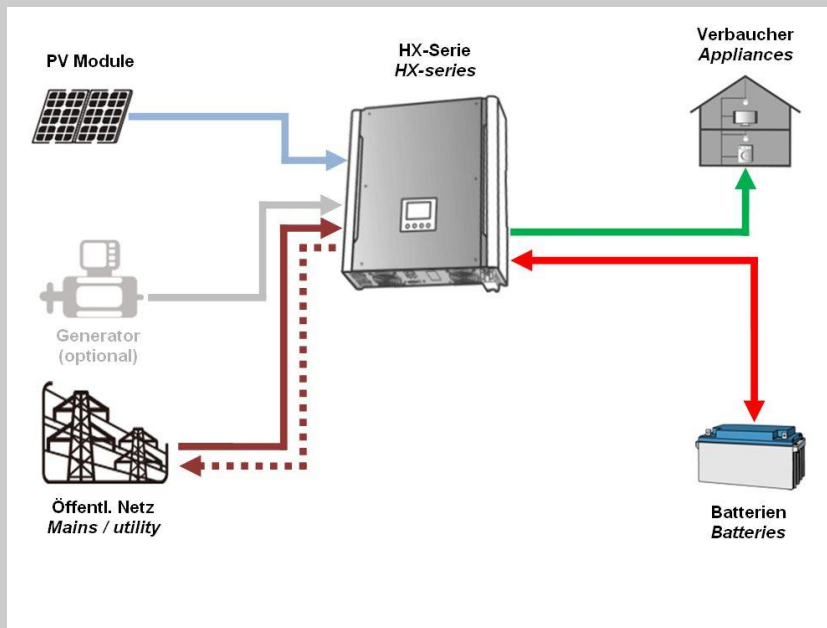 PV Module
HX-Serie
HX-series
Verbaucher
Appliances
Generator
(optional)
Öffentl. Netz
Mains / utility
Batterien
Batteries